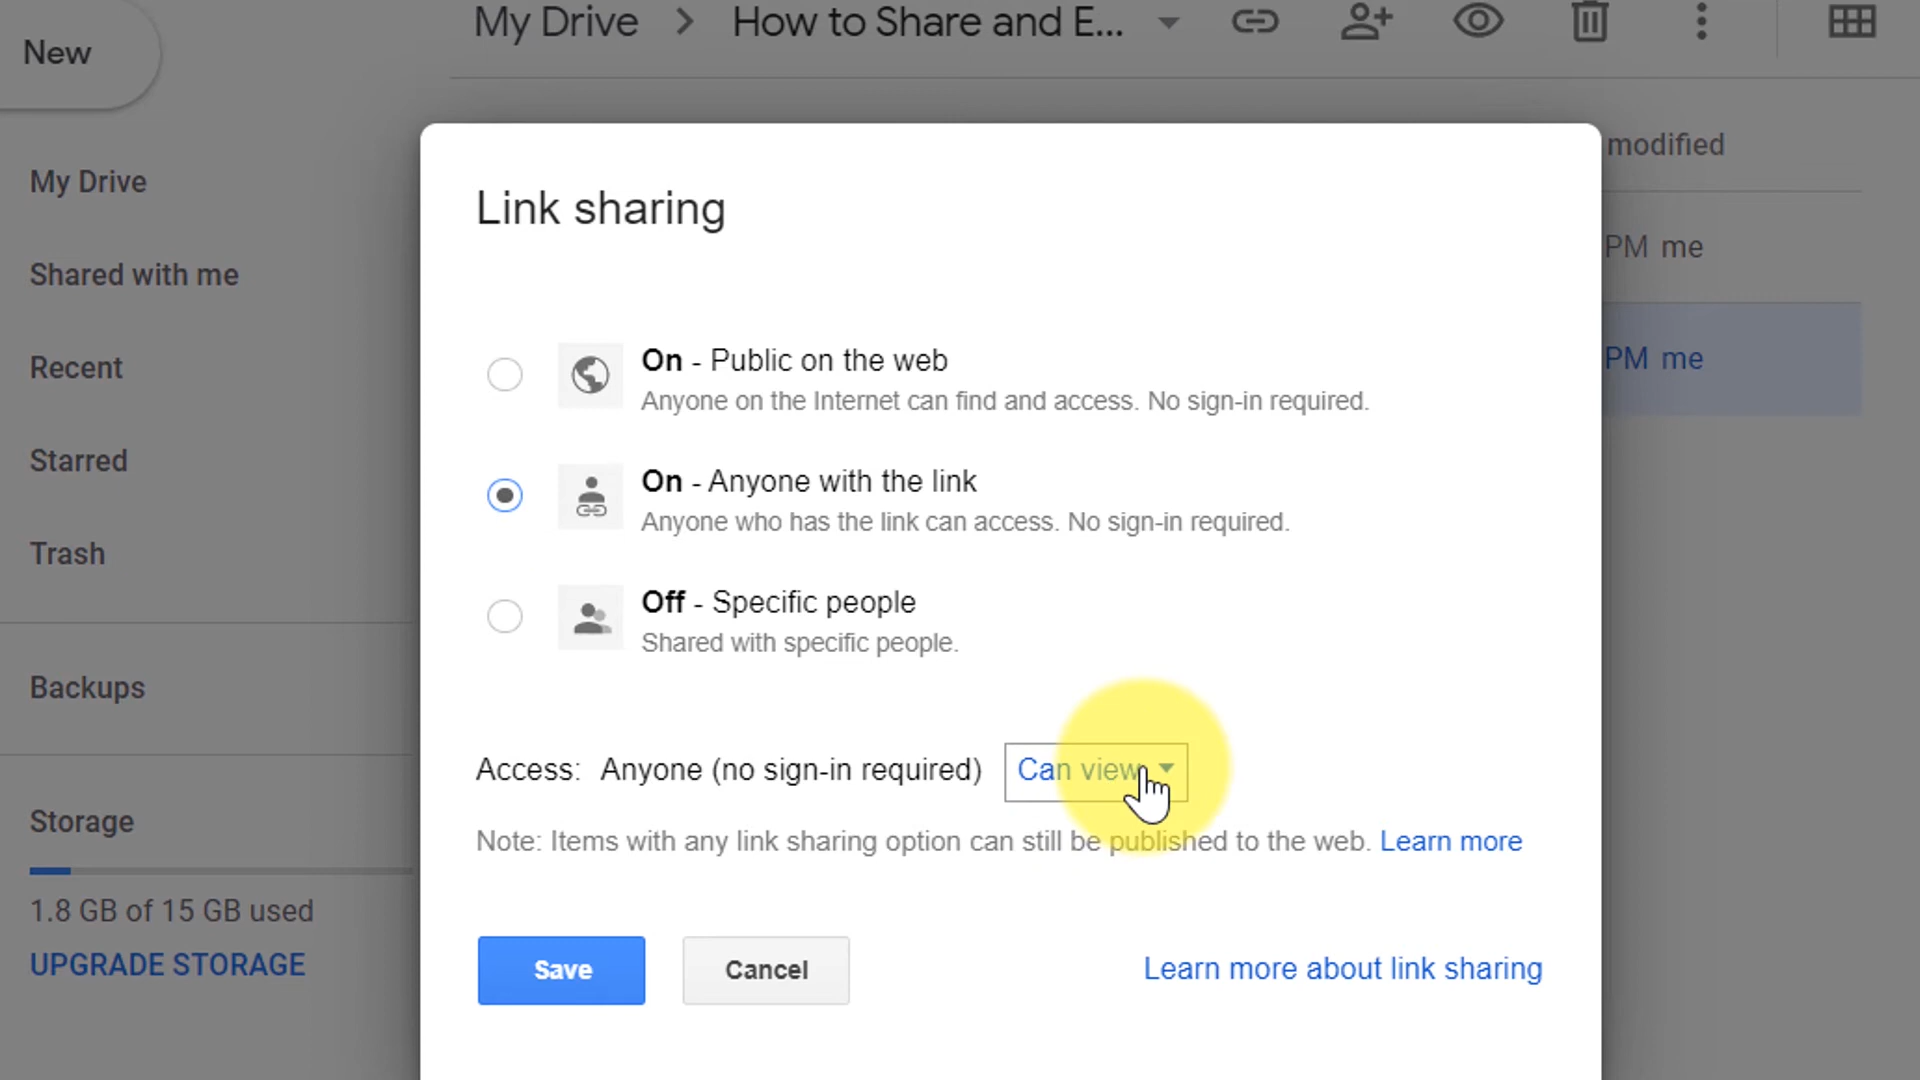 New
My Drive > How to Share and E...
My Drive
Shared with me
Recent
Starred
Trash
Backups
Storage
1.8 GB of 15 GB used
UPGRADE STORAGE
modified
PM me
PM me
Link sharing
On - Public on the web
Anyone on the Internet can find and access. No sign-in required.
On - Anyone with the link
Anyone who has the link can access. No sign-in required.
Off - Specific people
Shared with specific people.
Access: Anyone (no sign-in required) Can view
Note: Items with any link sharing option can still be published to the web. Learn more
Save Cancel Learn more about link sharing